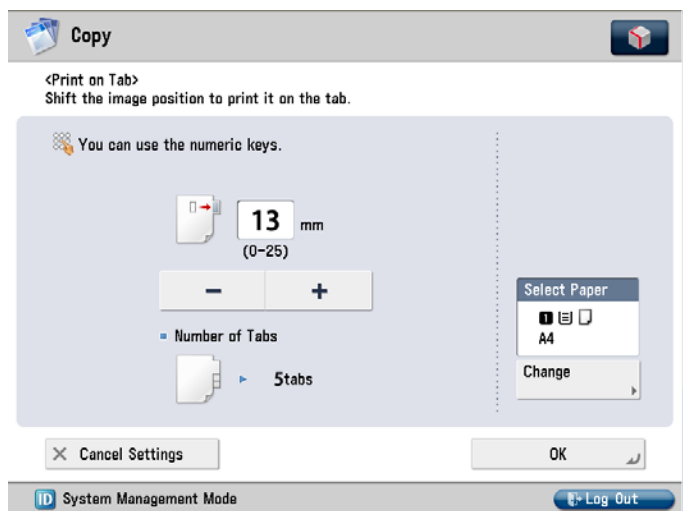 Copy
<Print on Tab>
Shift the image position to print it on the tab.
You can use the numeric keys.
13 mm
(0-25)
− +
Number of Tabs
5tabs
Select Paper
1
A4
Change
Cancel Settings
OK
ID System Management Mode
Log Out